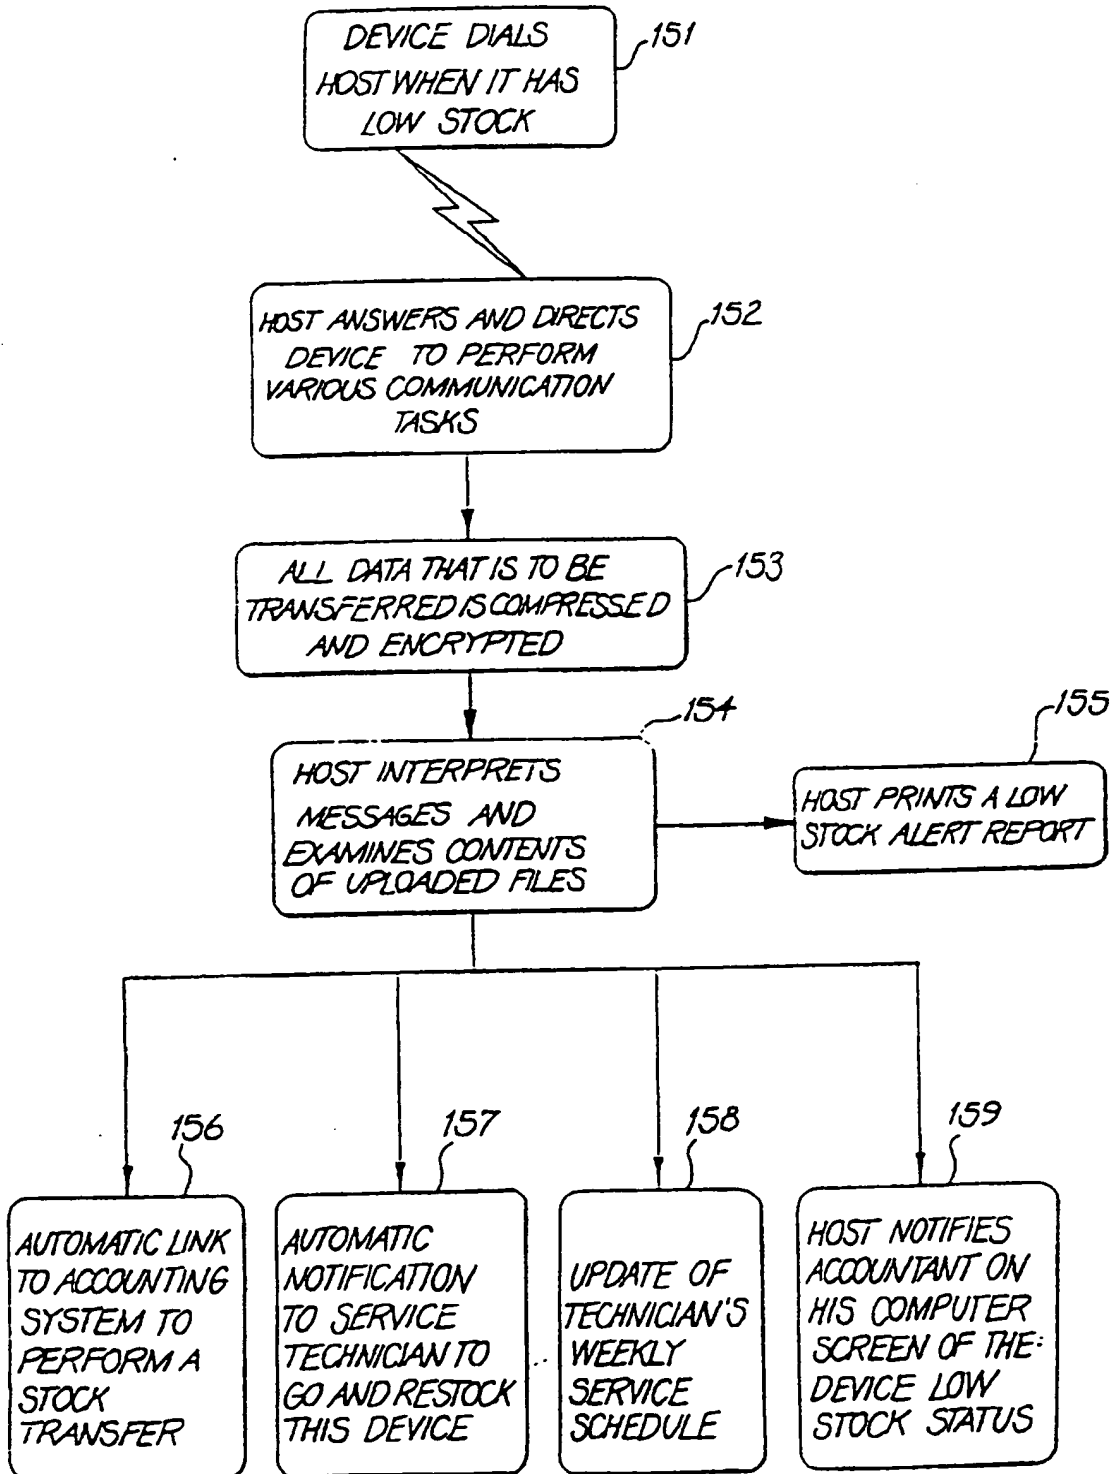 DEVICE DIALS
HOST WHEN IT HAS
LOW STOCK
151
HOST ANSWERS AND DIRECTS
DEVICE TO PERFORM
VARIOUS COMMUNICATION
TASKS
152
ALL DATA THAT IS TO BE
TRANSFERRED IS COMPRESSED
AND ENCRYPTED
153
HOST INTERPRETS
MESSAGES AND
EXAMINES CONTENTS
OF UPLOADED FILES
154
HOST PRINTS A LOW
STOCK ALERT REPORT
155
AUTOMATIC LINK
TO ACCOUNTING
SYSTEM TO
PERFORM A
STOCK
TRANSFER
156
AUTOMATIC
NOTIFICATION
TO SERVICE
TECHNICIAN TO
GO AND RESTOCK
THIS DEVICE
157
UPDATE OF
TECHNICIAN'S
WEEKLY
SERVICE
SCHEDULE
158
HOST NOTIFIES
ACCOUNTANT ON
HIS COMPUTER
SCREEN OF THE
DEVICE LOW
STOCK STATUS
159